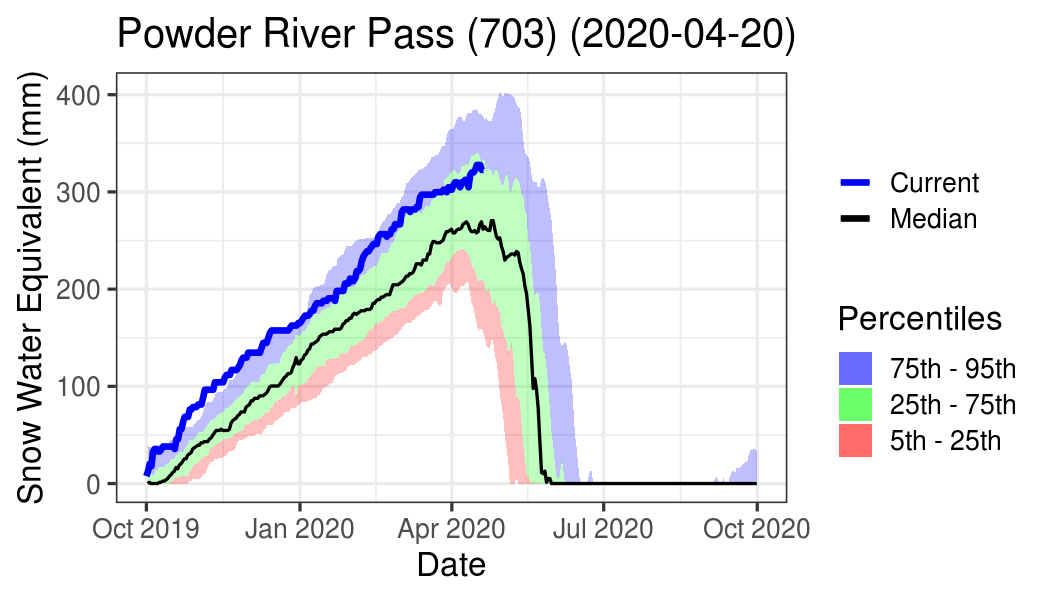 Powder River Pass (703) (2020-04-20)
Snow Water Equivalent (mm)
400
300
200
100
0
Oct 2019
Jan 2020
Apr 2020
Jul 2020
Oct 2020
Date
Current
Median
Percentiles
75th - 95th
25th - 75th
5th - 25th